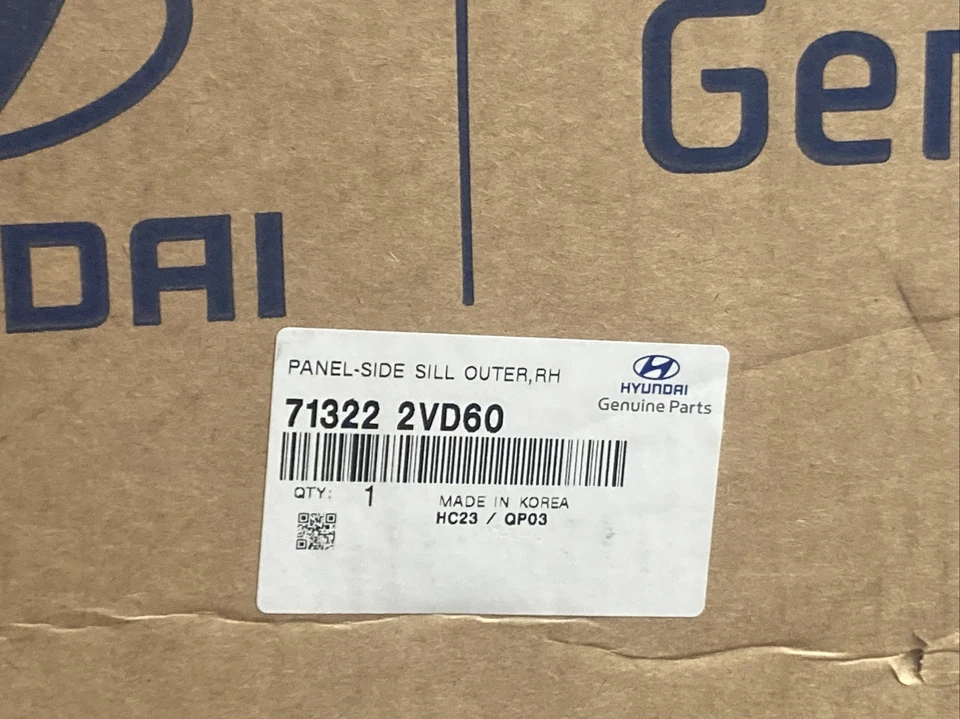 Gen
DAI
PANEL-SIDE SILL OUTER,RH
HYUNDAI
Genuine Parts
71322 2VD60
QTY: 1
MADE IN KOREA
HC23 / QP03